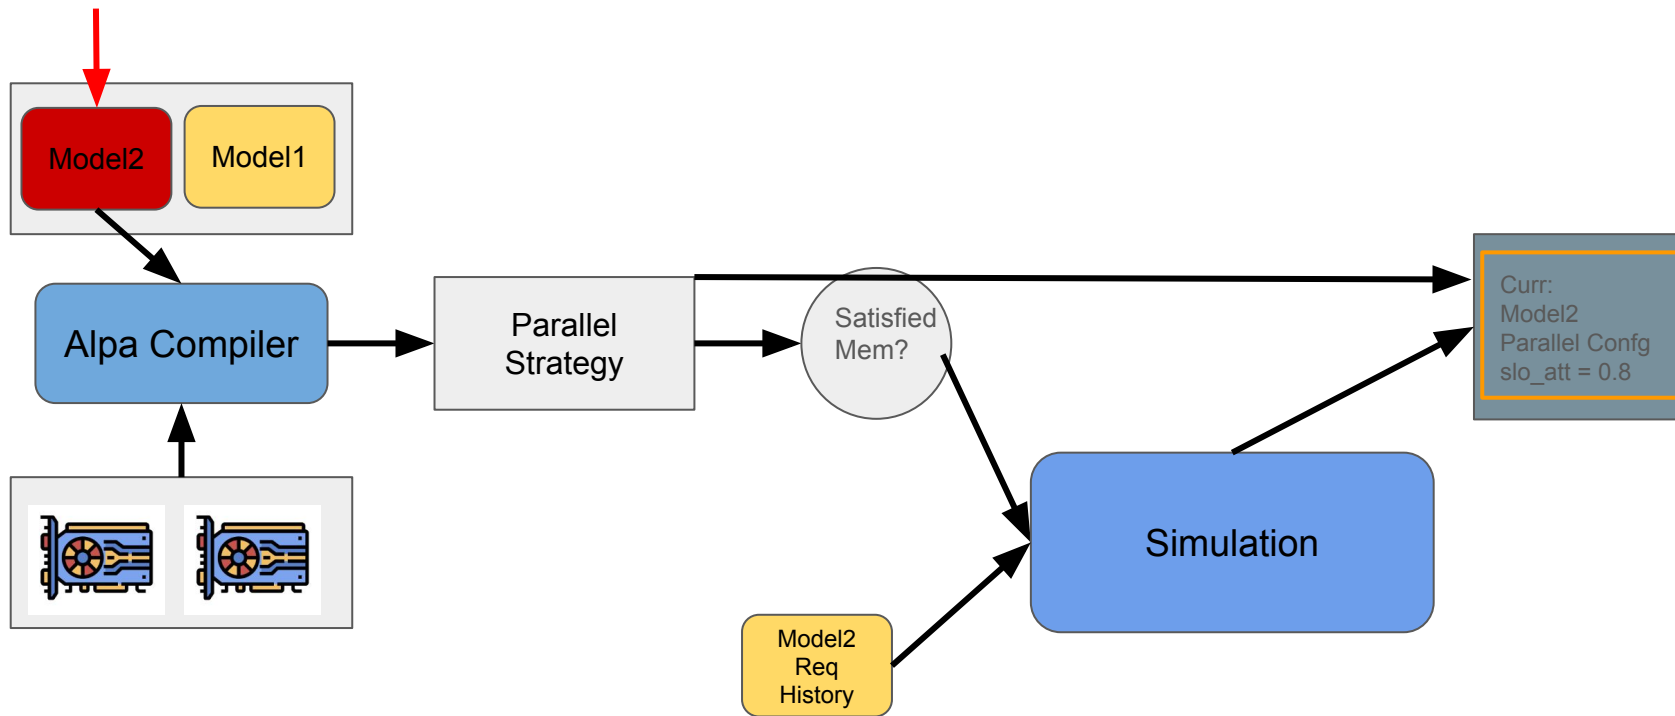 Model2
Model1
Alpa Compiler
Parallel
Strategy
Satisfied
Mem?
Curr:
Model2
Parallel Confg
slo_att = 0.8
Simulation
Model2
Req
History